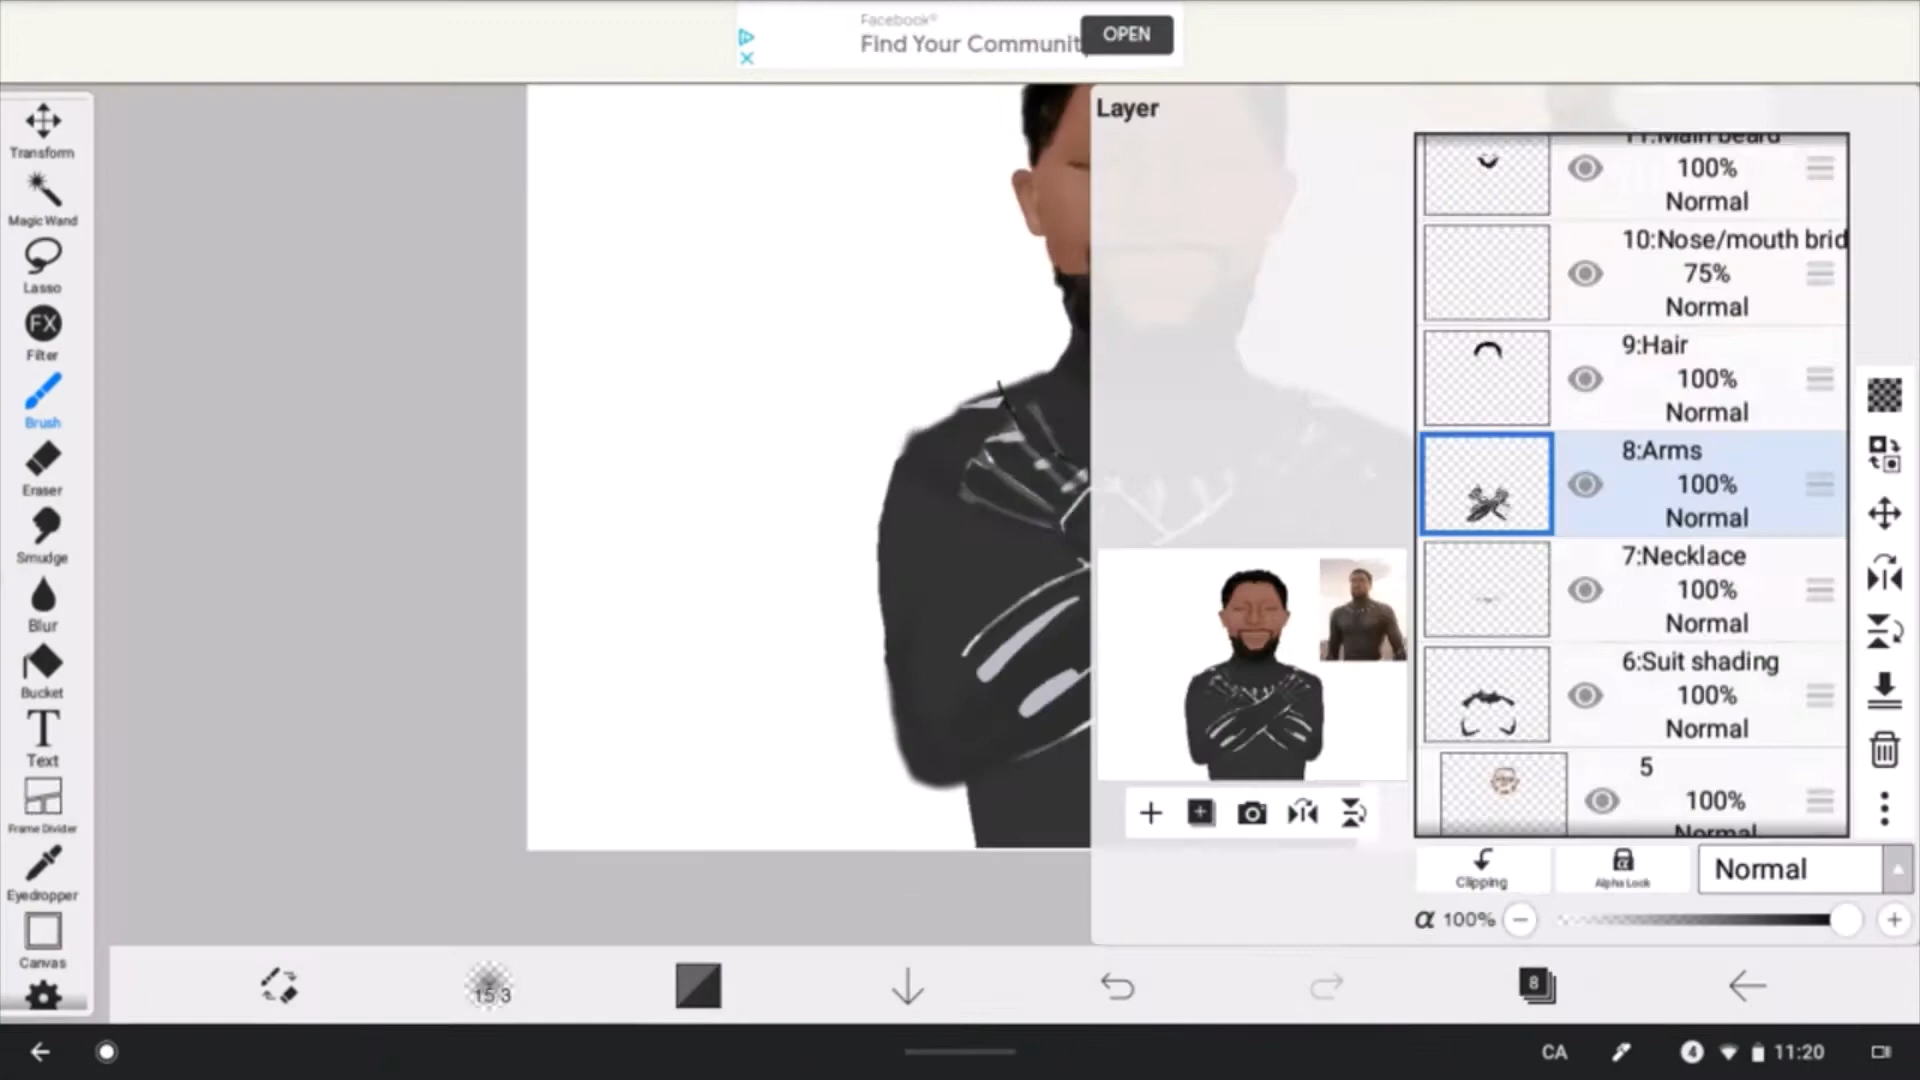 Facebook®
Find Your Communit
OPEN
Layer
Transform
Magic Wand
Lasso
FX
Filter
Brush
Eraser
Smudge
Blur
Bucket
T
Text
Frame Divider
Eyedropper
Canvas
11:Main beard
100%
Normal
10:Nose/mouth brid
75%
Normal
9:Hair
100%
Normal
8:Arms
100%
Normal
7:Necklace
100%
Normal
6:Suit shading
100%
Normal
5
100%
Normal
Clipping
Alpha Lock
Normal
α 100%
15.3
8
CA
4
11:20